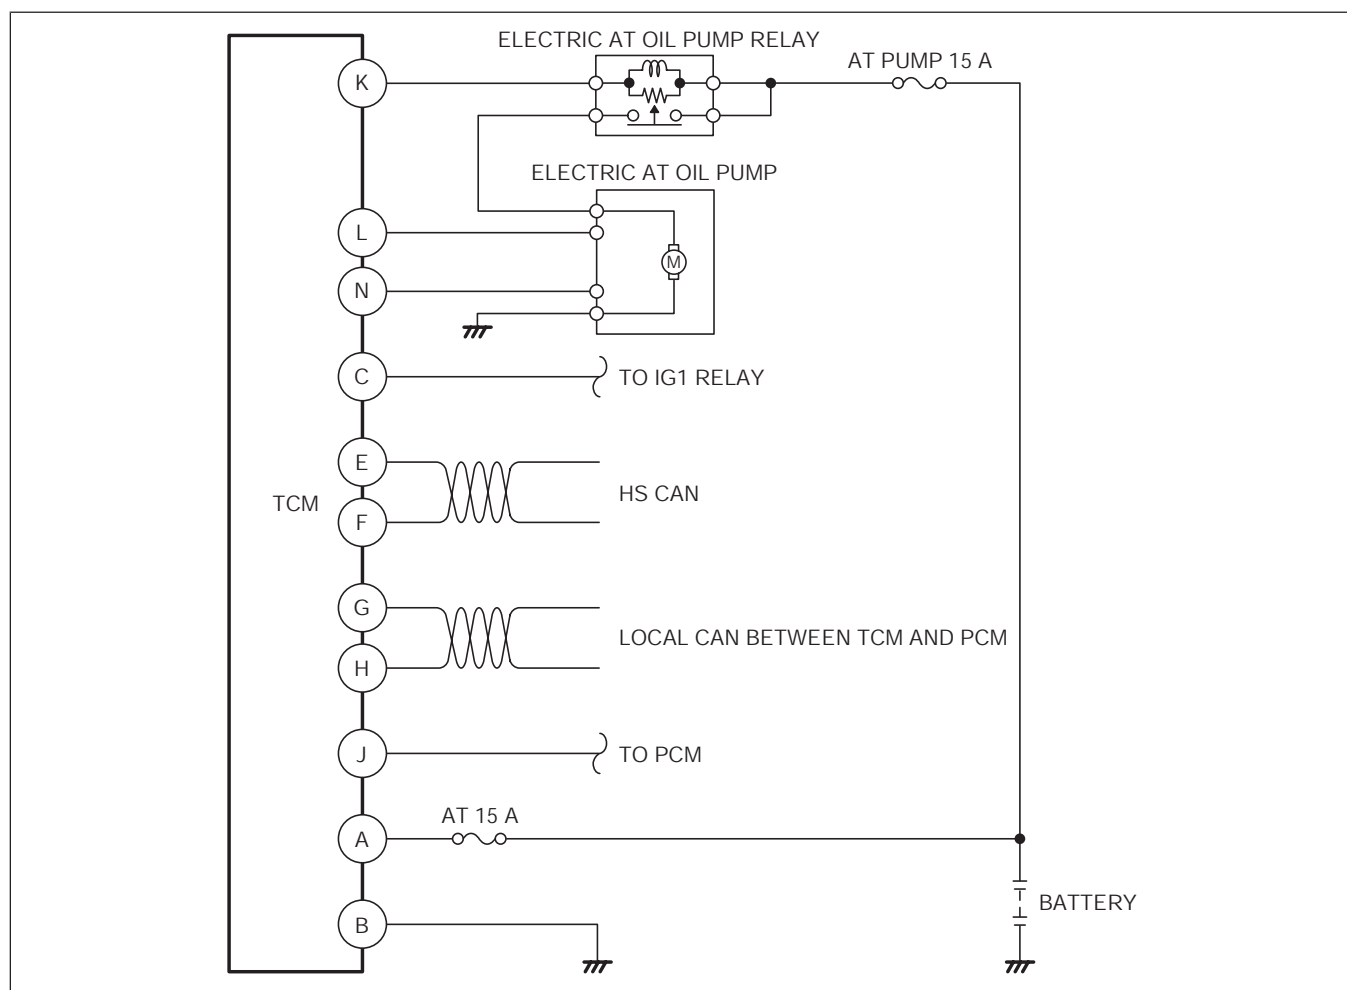 ELECTRIC AT OIL PUMP RELAY
AT PUMP 15 A
K
ELECTRIC AT OIL PUMP
L
M
N
C
TO IG1 RELAY
E
HS CAN
TCM
F
G
LOCAL CAN BETWEEN TCM AND PCM
H
J
TO PCM
AT 15 A
A
BATTERY
B